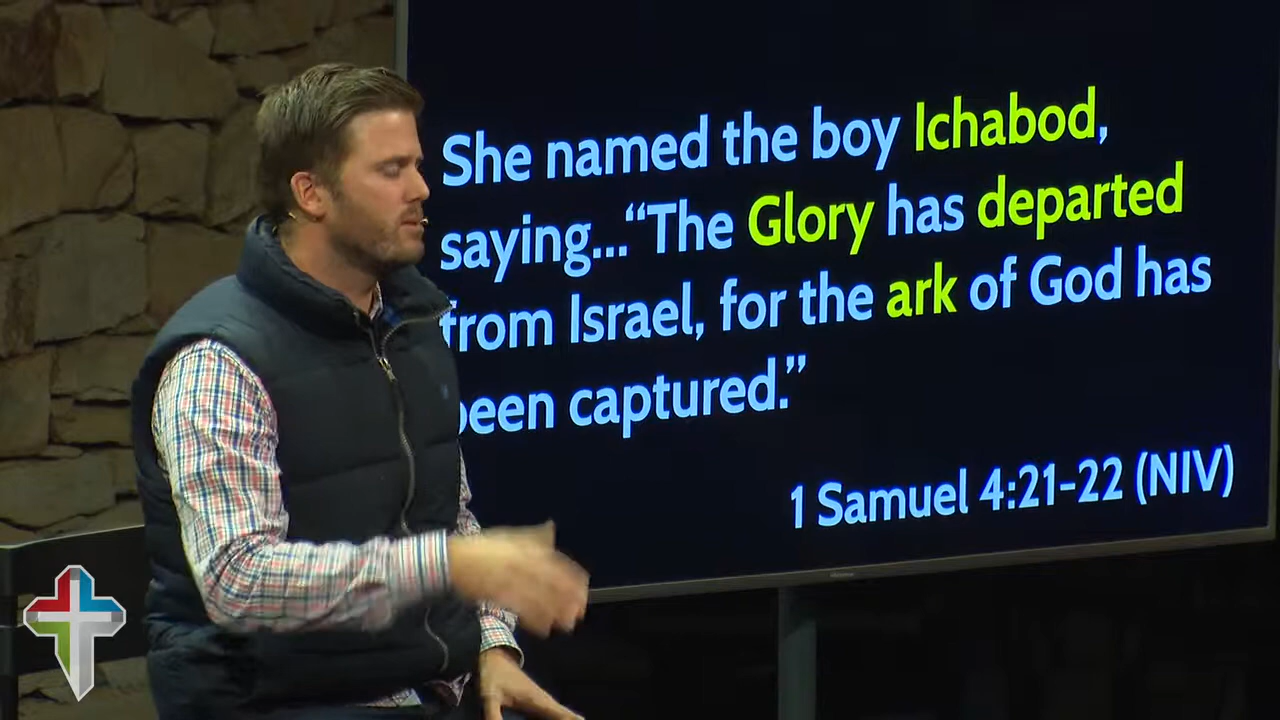 She named the boy Ichabod,
saying...“The Glory has departed
from Israel, for the ark of God has
been captured.”
1 Samuel 4:21-22 (NIV)